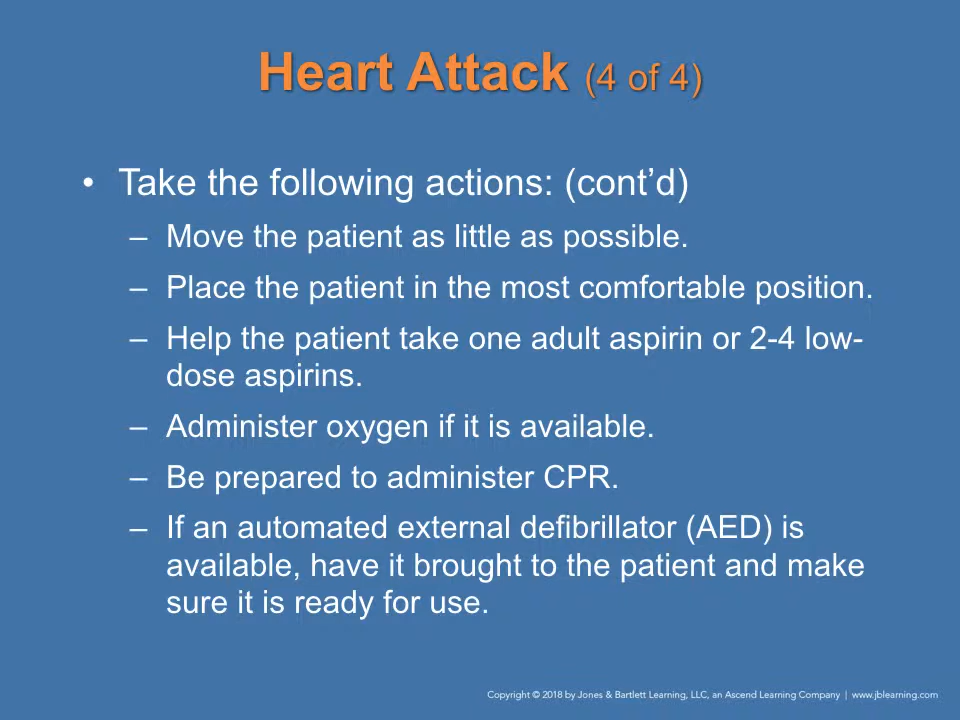 Heart Attack (4 of 4)
• Take the following actions: (cont’d)
– Move the patient as little as possible.
– Place the patient in the most comfortable position.
– Help the patient take one adult aspirin or 2-4 low-
dose aspirins.
– Administer oxygen if it is available.
– Be prepared to administer CPR.
– If an automated external defibrillator (AED) is
available, have it brought to the patient and make
sure it is ready for use.
Copyright © 2018 by Jones & Bartlett Learning, LLC, an Ascend Learning Company | www.jblearning.com